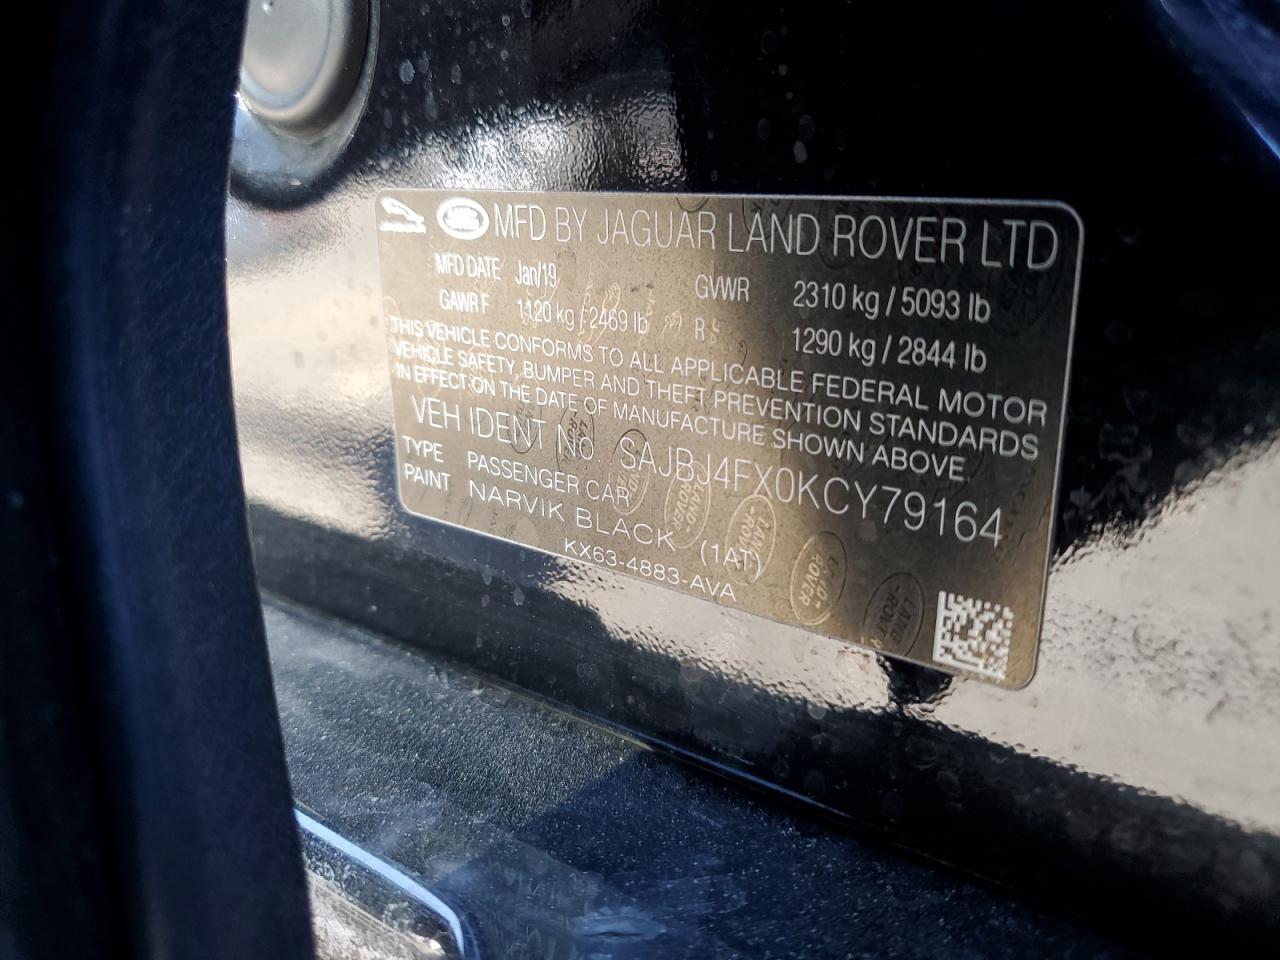 MFD BY JAGUAR LAND ROVER LTD
MFD DATE Jan/19 GVWR 2310 kg / 5093 lb
GAWR F 1120 kg / 2469 lb R 1290 kg / 2844 lb
THIS VEHICLE CONFORMS TO ALL APPLICABLE FEDERAL MOTOR
VEHICLE SAFETY, BUMPER AND THEFT PREVENTION STANDARDS
IN EFFECT ON THE DATE OF MANUFACTURE SHOWN ABOVE.
VEH IDENT No SAJBJ4FX0KCY79164
TYPE PASSENGER CAR
PAINT NARVIK BLACK (1AT)
KX63-4883-AVA
LAND-
ROVER